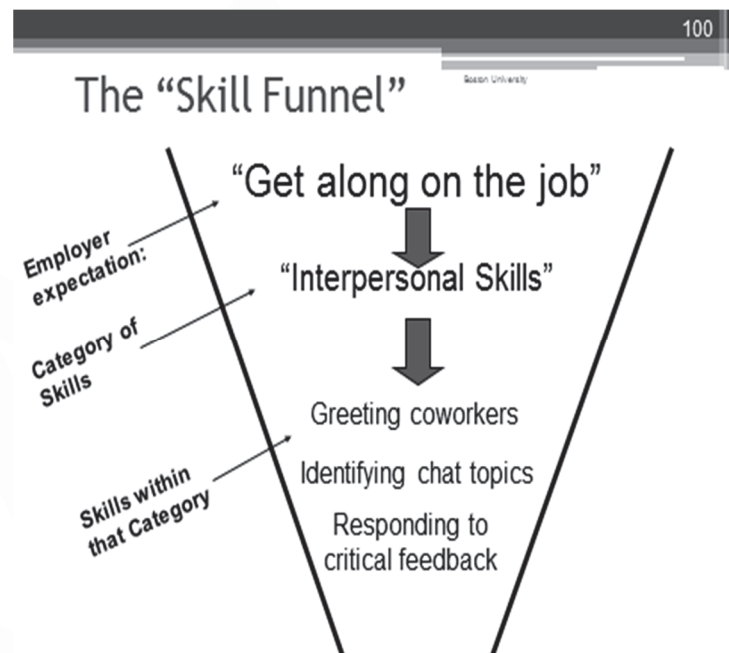 100
Boston University
The “Skill Funnel”
“Get along on the job”
Employer
expectation:
“Interpersonal Skills”
Category of
Skills
Greeting coworkers
Identifying chat topics
Responding to
critical feedback
Skills within
that Category